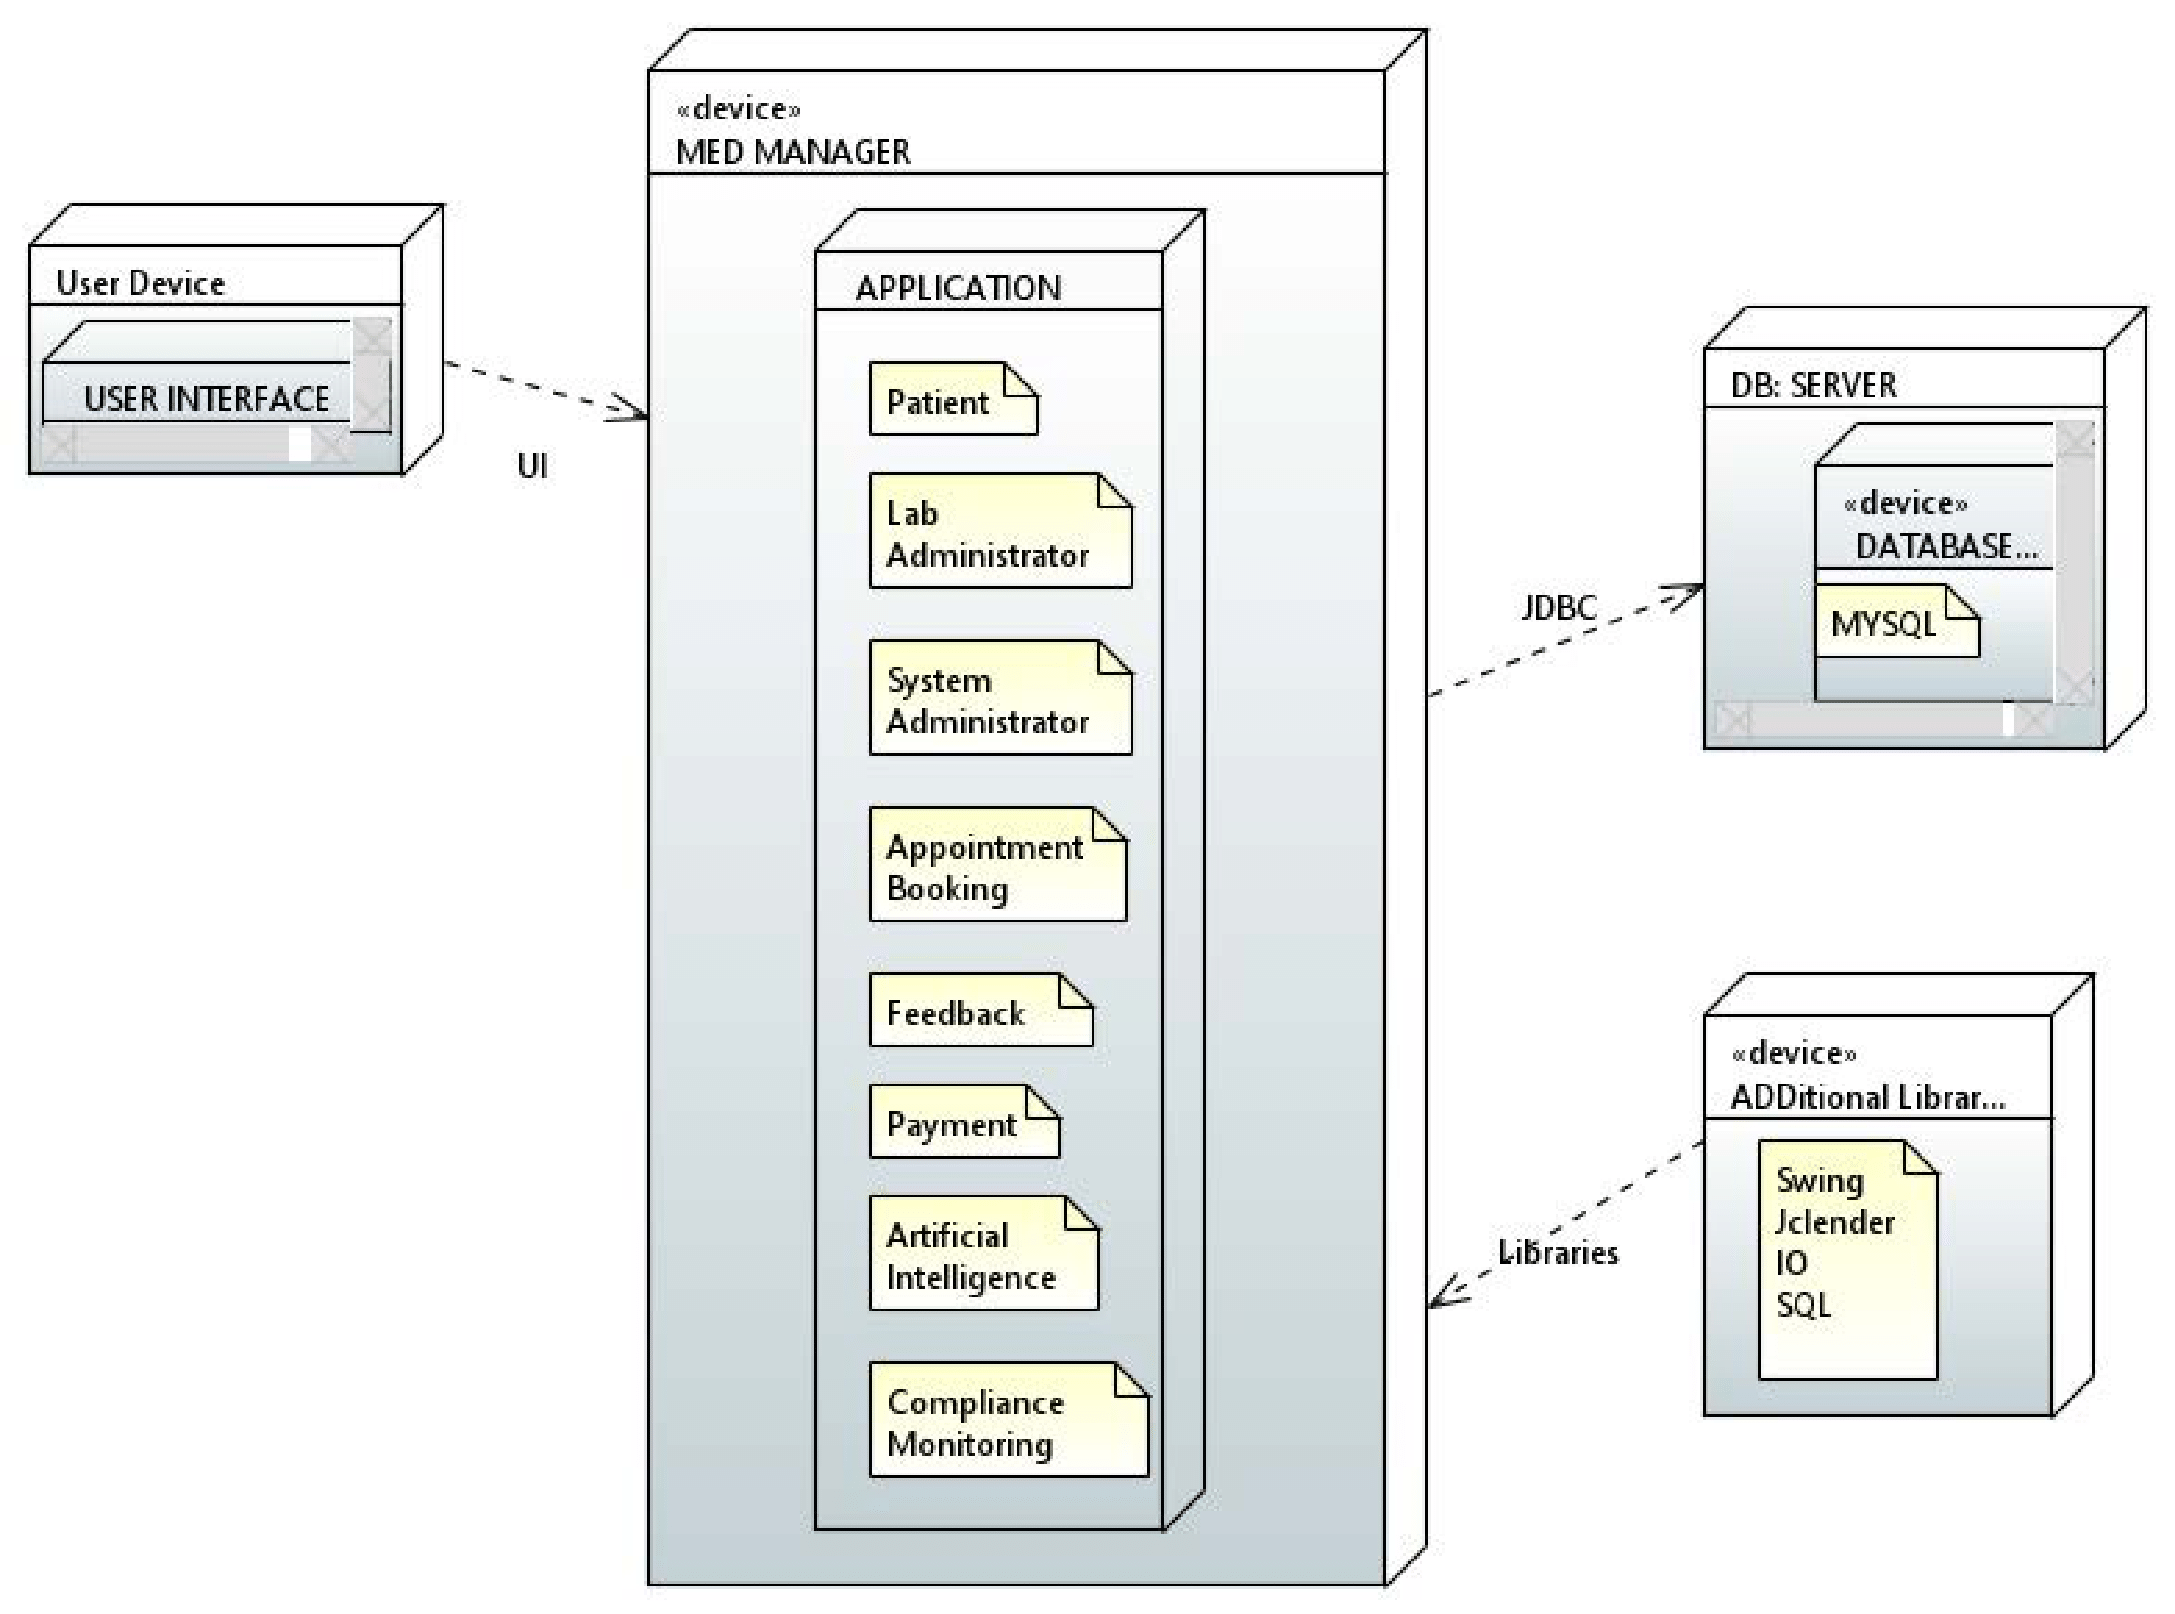 «device»
MED MANAGER
User Device
USER INTERFACE
UI
APPLICATION
Patient
Lab
Administrator
System
Administrator
Appointment
Booking
Feedback
Payment
Artificial
Intelligence
Compliance
Monitoring
JDBC
DB: SERVER
«device»
DATABASE...
MYSQL
Libraries
«device»
ADDitional Librar...
Swing
Jclender
IO
SQL